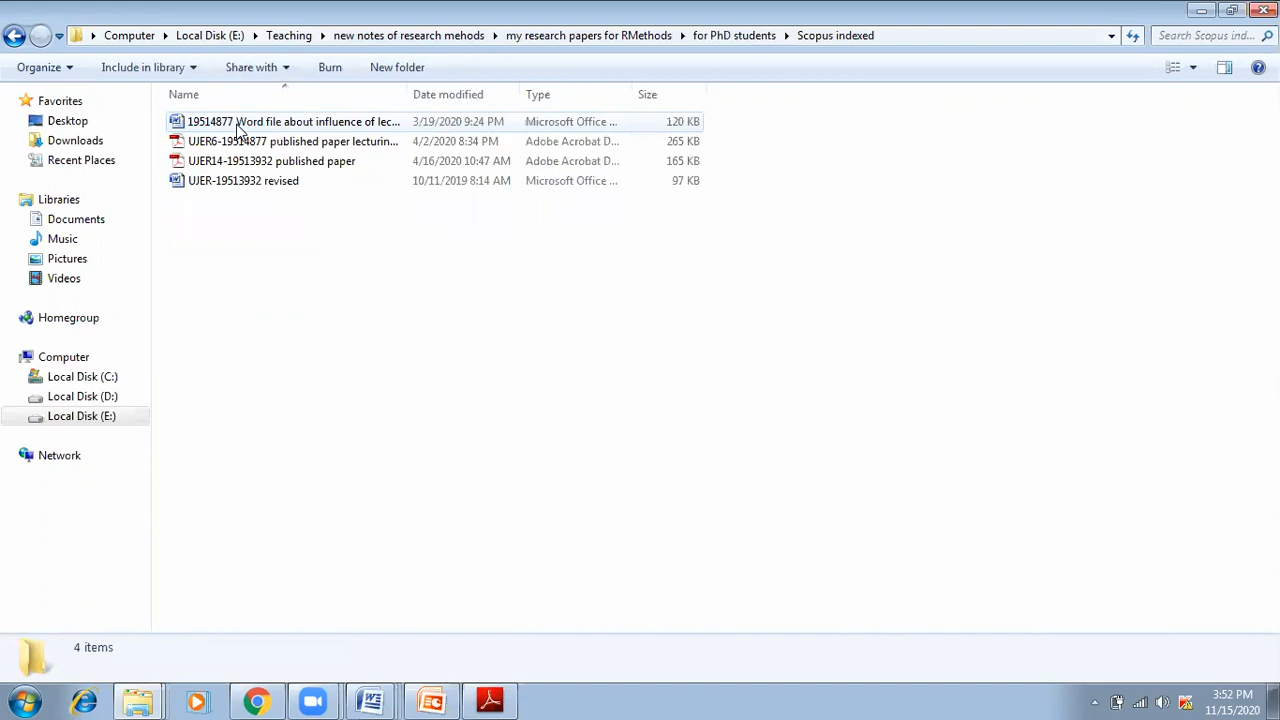 Computer Local Disk (E:) Teaching new notes of research mehods my research papers for RMethods for PhD students Scopus indexed Search Scopus ind...
Organize Include in library Share with Burn New folder
Name Date modified Type Size
19514877 Word file about influence of lec... 3/19/2020 9:24 PM Microsoft Office ... 120 KB
UJER6-19514877 published paper lecturin... 4/2/2020 8:34 PM Adobe Acrobat D... 265 KB
UJER14-19513932 published paper 4/16/2020 10:47 AM Adobe Acrobat D... 165 KB
UJER-19513932 revised 10/11/2019 8:14 AM Microsoft Office ... 97 KB
Favorites
Desktop
Downloads
Recent Places
Libraries
Documents
Music
Pictures
Videos
Homegroup
Computer
Local Disk (C:)
Local Disk (D:)
Local Disk (E:)
Network
4 items
3:52 PM
11/15/2020